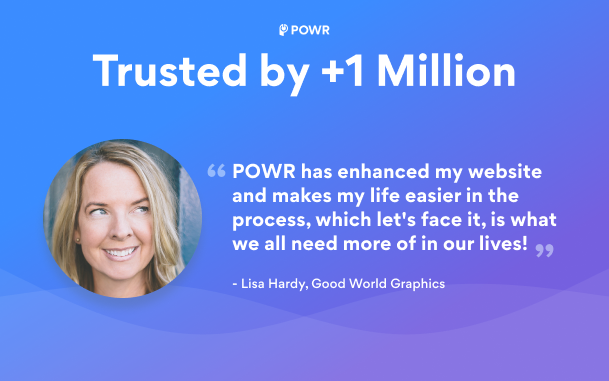 POWR
Trusted by +1 Million
“ POWR has enhanced my website
and makes my life easier in the
process, which let's face it, is what
we all need more of in our lives! ”
- Lisa Hardy, Good World Graphics